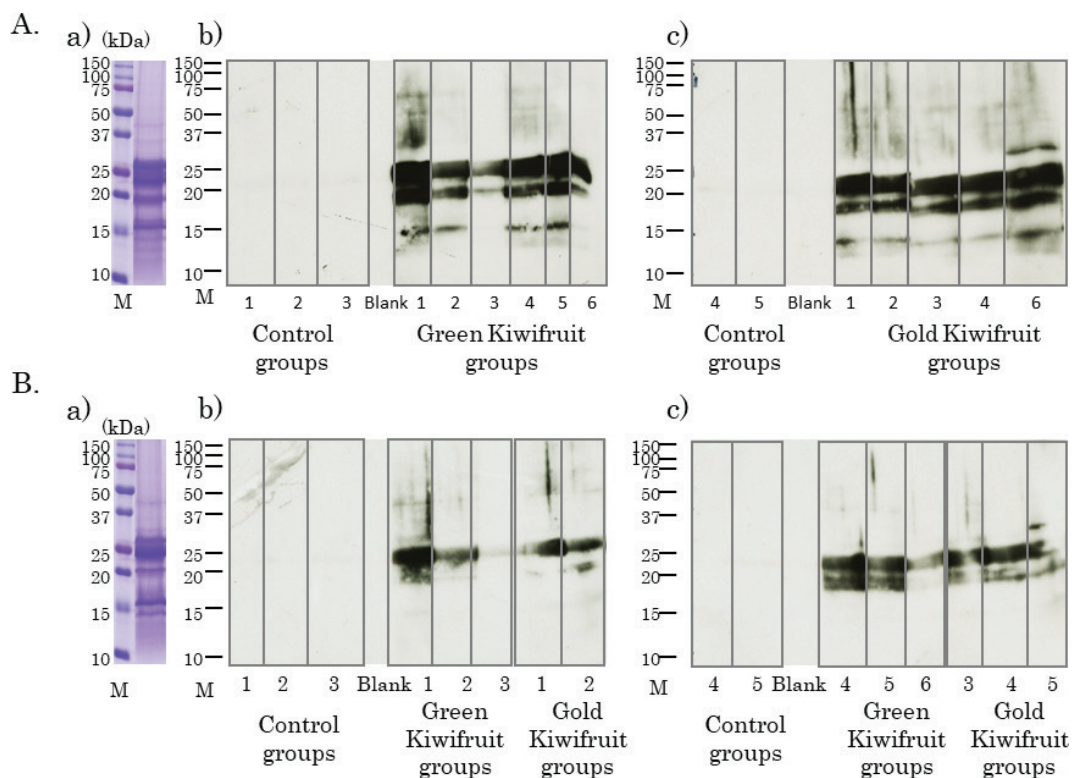 A.
a)
b)
c)
(kDa)
150
100
75
50
37
25
20
15
10
M
150
100
75
50
37
25
20
15
10
M
1 2 3 Blank 1 2 3 4 5 6
Control
groups
Green Kiwifruit
groups
150
100
75
50
37
25
20
15
10
M
4 5 Blank 1 2 3 4 6
Control
groups
Gold Kiwifruit
groups
B.
a)
b)
c)
(kDa)
150
100
75
50
37
25
20
15
10
M
150
100
75
50
37
25
20
15
10
M
1 2 3 Blank 1 2 3 1 2
Control
groups
Green
Kiwifruit
groups
Gold
Kiwifruit
groups
150
100
75
50
37
25
20
15
10
M
4 5 Blank 4 5 6 3 4 5
Control
groups
Green
Kiwifruit
groups
Gold
Kiwifruit
groups